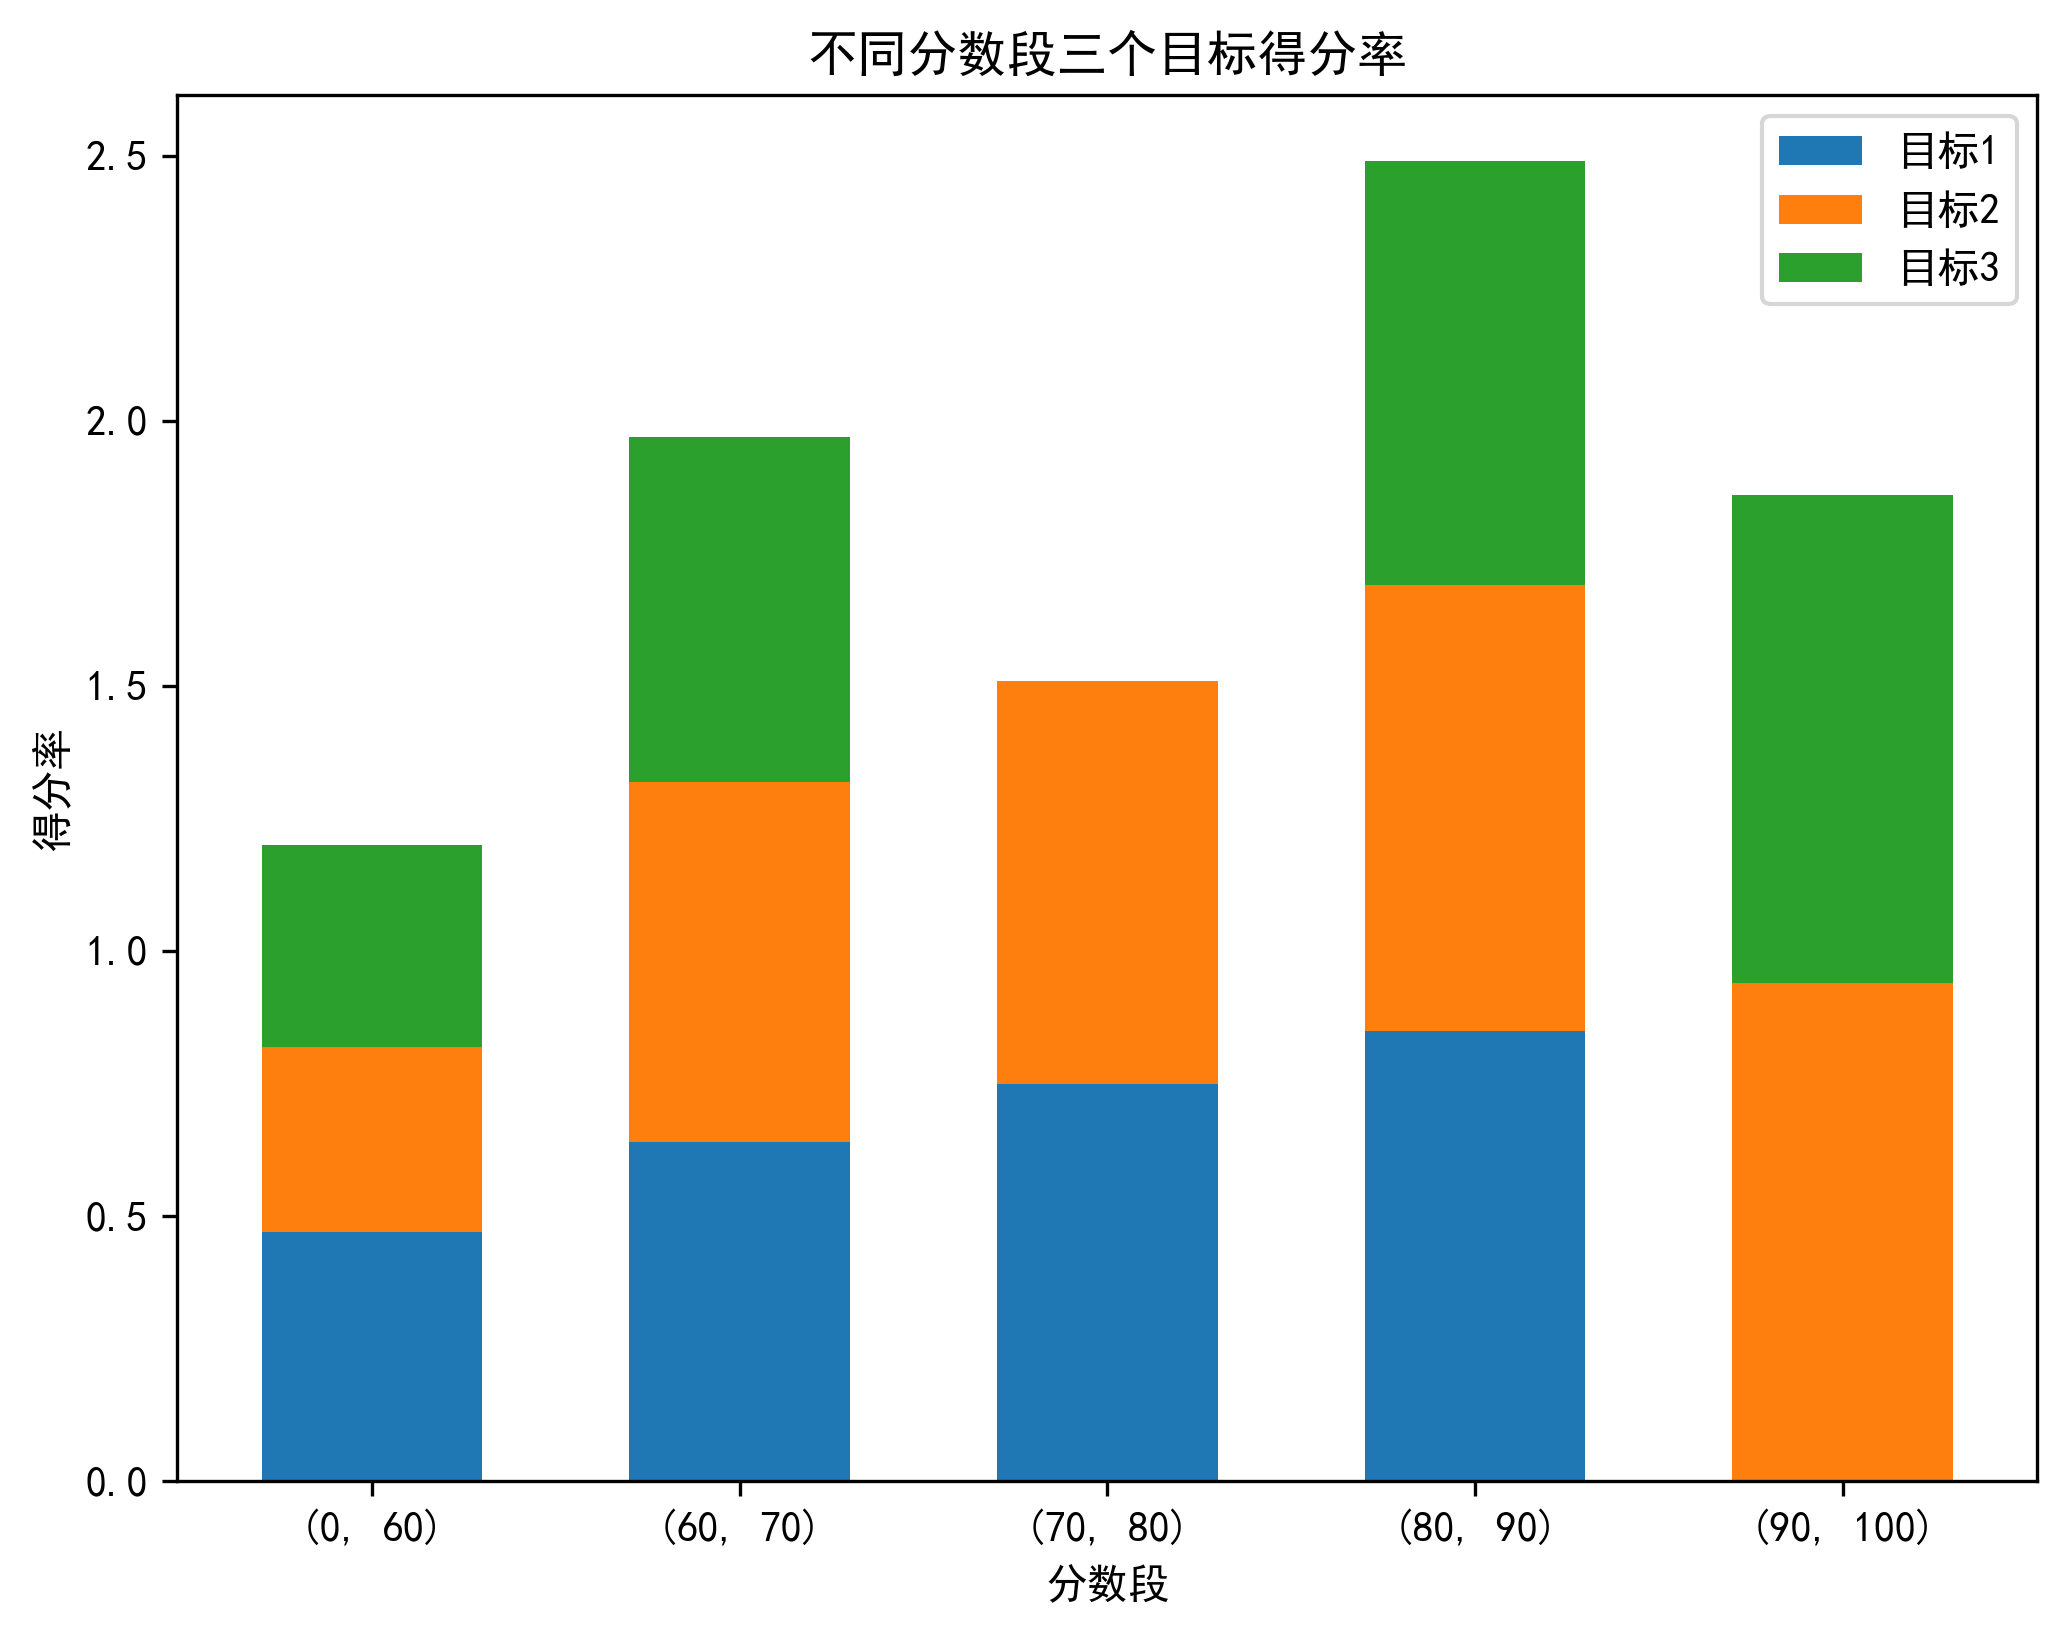 不同分数段三个目标得分率
目标1
目标2
目标3
得分率
2.5
2.0
1.5
1.0
0.5
0.0
(0, 60)
(60, 70)
(70, 80)
(80, 90)
(90, 100)
分数段